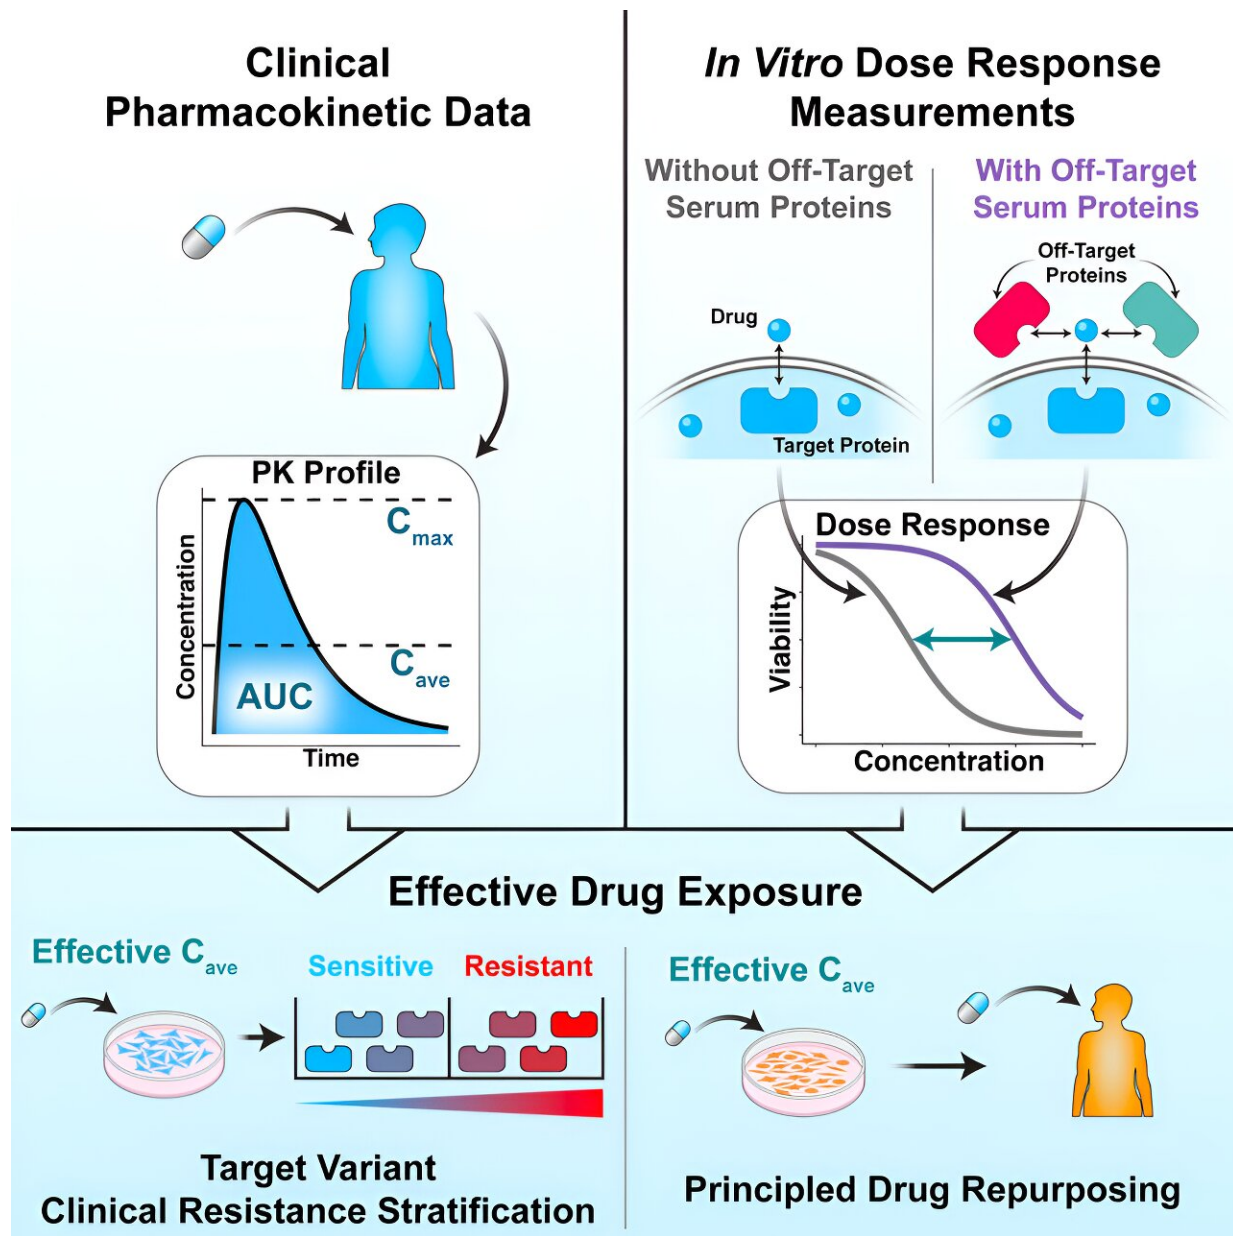 Clinical
Pharmacokinetic Data
PK Profile
Concentration
Cmax
Cave
AUC
Time
In Vitro Dose Response
Measurements
Without Off-Target
Serum Proteins
With Off-Target
Serum Proteins
Drug
Target Protein
Off-Target
Proteins
Dose Response
Viability
Concentration
Effective Drug Exposure
Effective Cave
Sensitive
Resistant
Target Variant
Clinical Resistance Stratification
Effective Cave
Principled Drug Repurposing